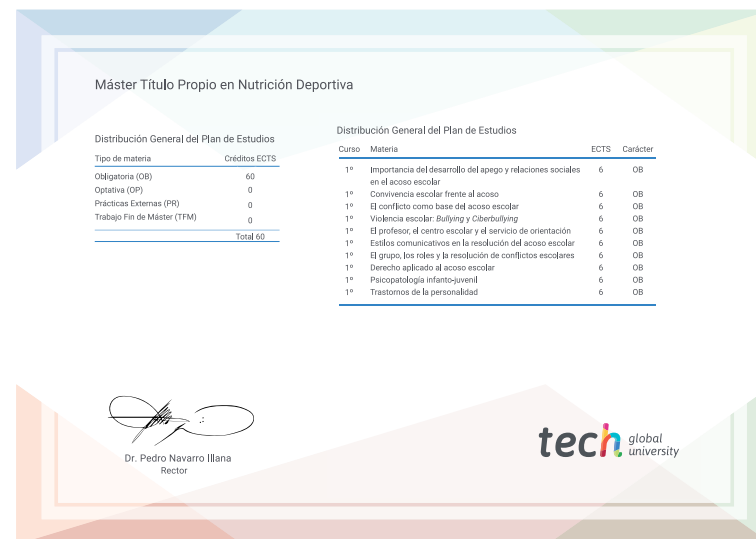 Máster Título Propio en Nutrición Deportiva
Distribución General del Plan de Estudios
Tipo de materia Créditos ECTS
Obligatoria (OB) 60
Optativa (OP) 0
Prácticas Externas (PR) 0
Trabajo Fin de Máster (TFM) 0
Total 60
Distribución General del Plan de Estudios
Curso Materia ECTS Carácter
1º Importancia del desarrollo del apego y relaciones sociales 6 OB
en el acoso escolar
1º Convivencia escolar frente al acoso 6 OB
1º El conflicto como base del acoso escolar 6 OB
1º Violencia escolar: Bullying y Ciberbullying 6 OB
1º El profesor, el centro escolar y el servicio de orientación 6 OB
1º Estilos comunicativos en la resolución del acoso escolar 6 OB
1º El grupo, los roles y la resolución de conflictos escolares 6 OB
1º Derecho aplicado al acoso escolar 6 OB
1º Psicopatología infanto-juvenil 6 OB
1º Trastornos de la personalidad 6 OB
Dr. Pedro Navarro Illana
Rector
tech global
university